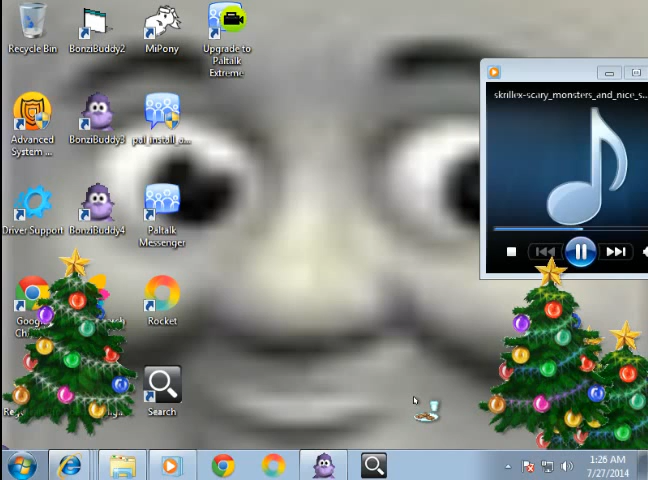 Recycle Bin
BonziBuddy2
MiPony
Upgrade to
Paltalk
Extreme
skrillex-scary_monsters_and_nice_s...
Advanced
System ...
BonziBuddy3
pal_install_a...
Driver Support
BonziBuddy4
Paltalk
Messenger
Rocket
Search
1:26 AM
7/27/2014